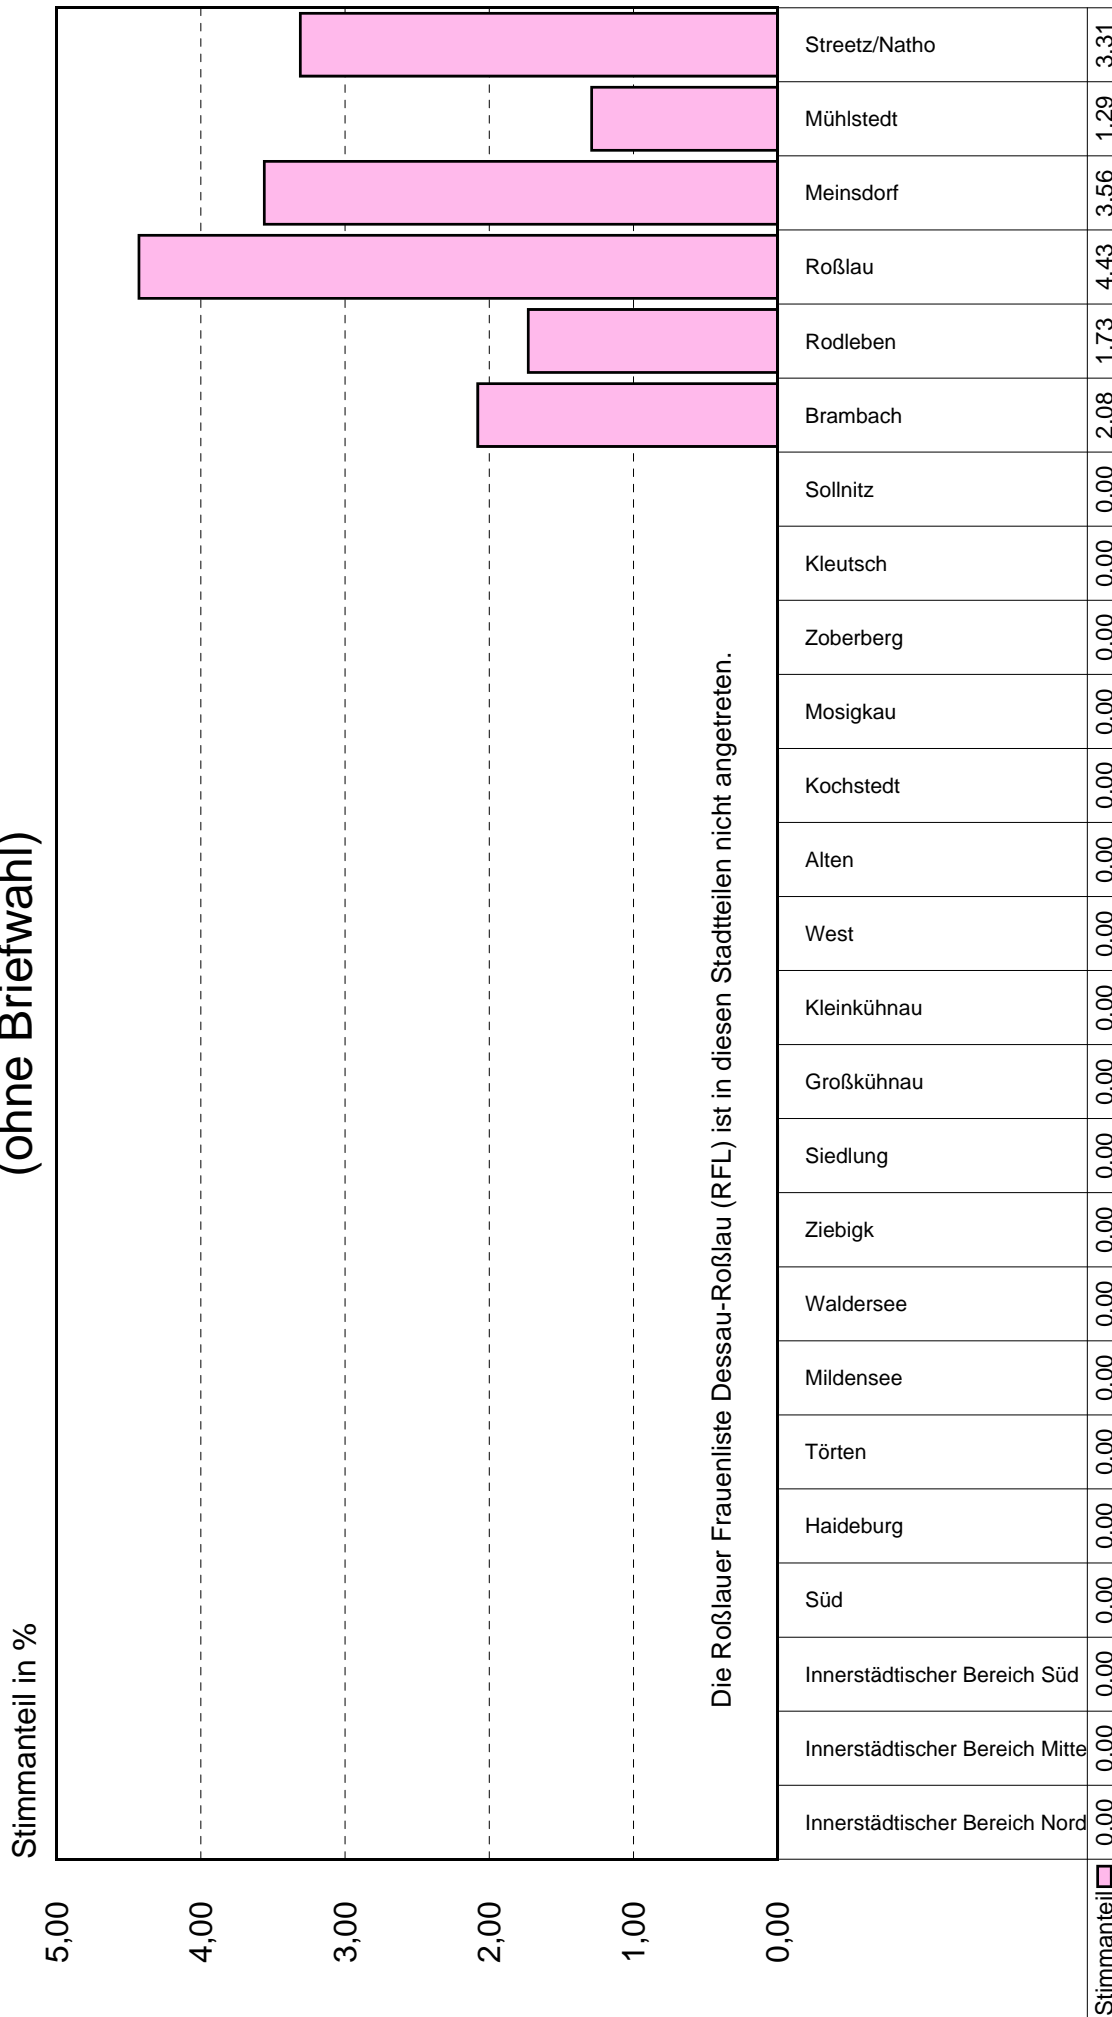 (ohne Briefwahl)
Stimmanteil in %
5,00
4,00
3,00
2,00
1,00
0,00
Die Roßlauer Frauenliste Dessau-Roßlau (RFL) ist in diesen Stadtteilen nicht angetreten.
Streetz/Natho 3.31
Mühlstedt 1.29
Meinsdorf 3.56
Roßlau 4.43
Rodleben 1.73
Brambach 2.08
Sollnitz 0.00
Kleutsch 0.00
Zoberberg 0.00
Mosigkau 0.00
Kochstedt 0.00
Alten 0.00
West 0.00
Kleinkühnau 0.00
Großkühnau 0.00
Siedlung 0.00
Ziebigk 0.00
Waldersee 0.00
Mildensee 0.00
Törten 0.00
Haideburg 0.00
Süd 0.00
Innerstädtischer Bereich Süd 0.00
Innerstädtischer Bereich Mitte 0.00
Innerstädtischer Bereich Nord 0.00
Stimmanteil